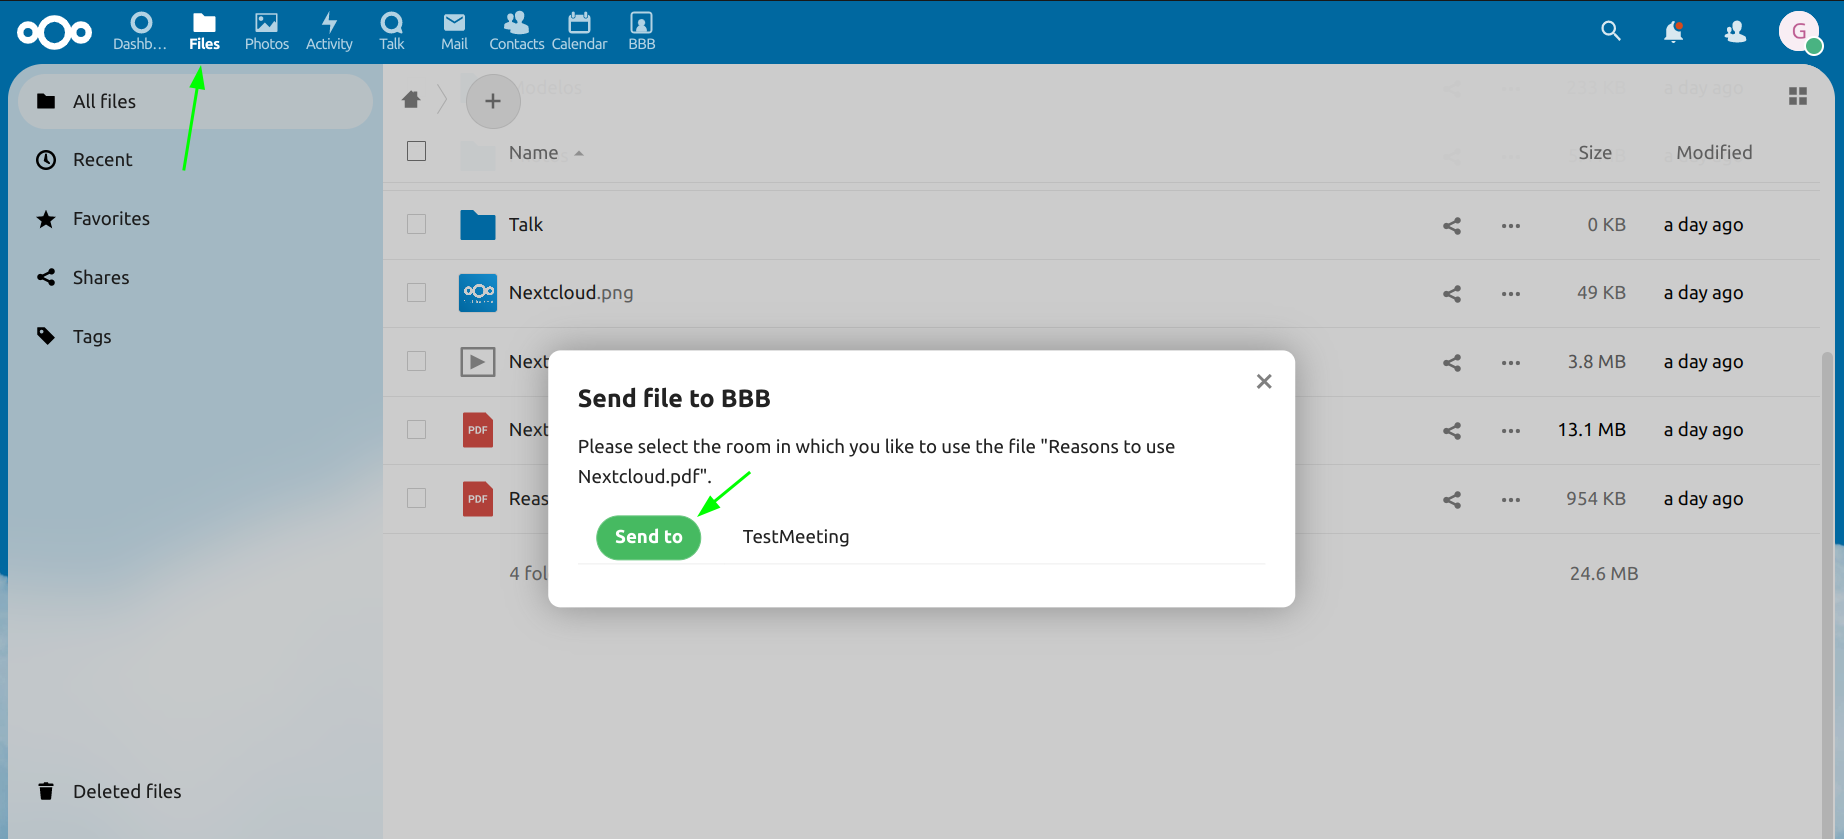 Dashb...
Files
Photos
Activity
Talk
Mail
Contacts
Calendar
BBB
G
All files
Recent
Favorites
Shares
Tags
Deleted files
Modelos
a day ago
Name
Size
Modified
Talk
0 KB
a day ago
Nextcloud.png
49 KB
a day ago
Next
3.8 MB
a day ago
PDF
Next
13.1 MB
a day ago
PDF
Reas
954 KB
a day ago
4 fol
24.6 MB
Send file to BBB
Please select the room in which you like to use the file "Reasons to use
Nextcloud.pdf".
Send to
TestMeeting